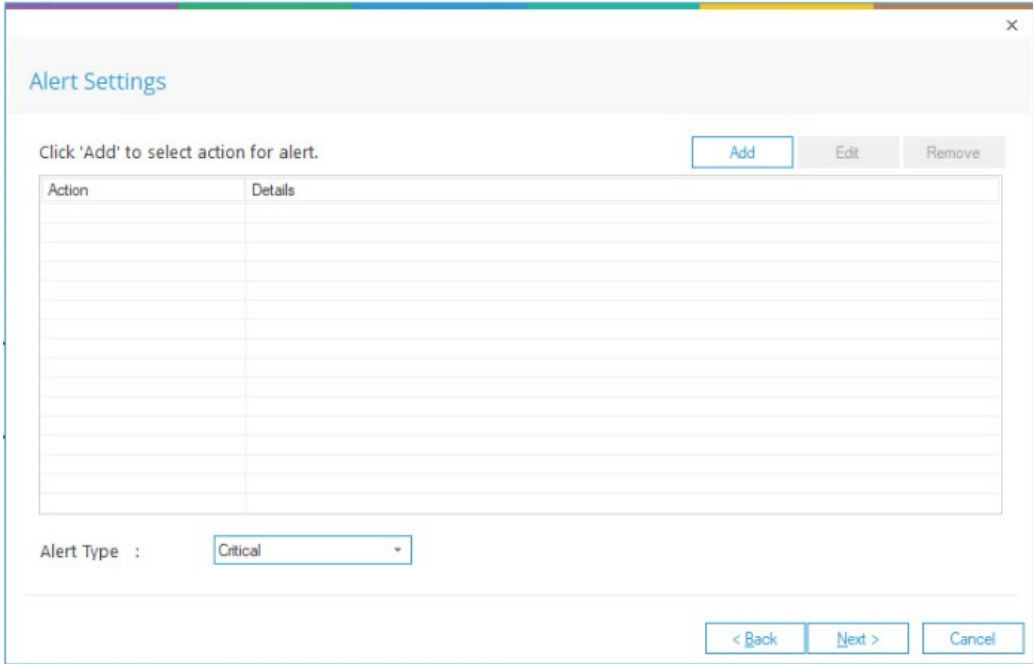 ×
Alert Settings
Click 'Add' to select action for alert. Add Edit Remove
Action Details
Alert Type : Critical
< Back Next > Cancel